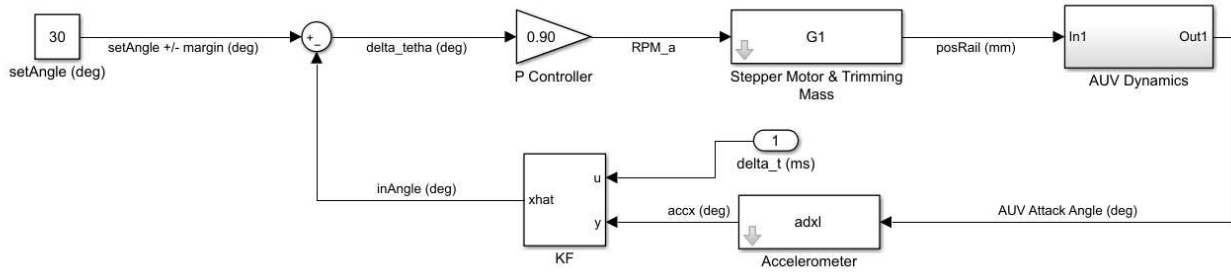 30
setAngle (deg)
setAngle +/- margin (deg)
+
−
delta_tetha (deg)
0.90
P Controller
RPM_a
G1
Stepper Motor & Trimming
Mass
posRail (mm)
In1
Out1
AUV Dynamics
1
delta_t (ms)
inAngle (deg)
xhat
u
y
KF
accx (deg)
adxl
Accelerometer
AUV Attack Angle (deg)